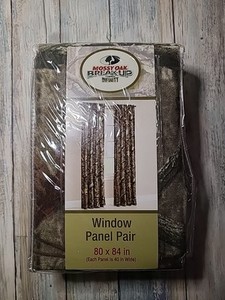 MOSSY OAK
BREAK-UP
INFINITY
Window
Panel Pair
80 x 84 in
(Each Panel is 40 in Wide)